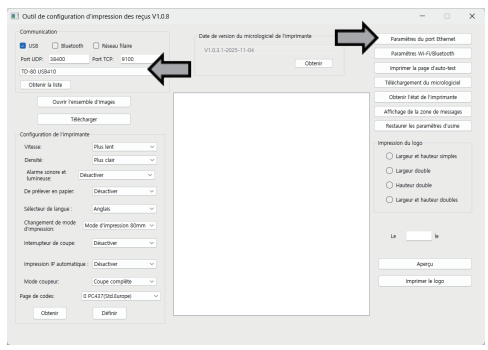 Outil de configuration d'impression des reçus V1.0.8
Communication
USB Bluetooth Réseau filaire
Port UDP: 38400 Port TCP: 9100
TD-80 USB410
Obtenir la liste
Ouvrir l'ensemble d'images
Télécharger
Configuration de l'imprimante
Vitesse: Plus lent
Densité: Plus clair
Alarme sonore et lumineuse: Désactiver
De prélever en papier: Désactiver
Sélecteur de langue : Anglais
Changement de mode d'impression: Mode d'impression 80mm
Interrupteur de coupe: Désactiver
Impression IP automatique : Désactiver
Mode coupeur: Coupe complète
Page de codes: 0 PC437(Std.Europe)
Obtenir Définir
Date de version du micrologiciel de l'imprimante
V1.0.3.1-2025-11-04
Obtenir
Paramètres du port Ethernet
Paramètres Wi-Fi/Bluetooth
Imprimer la page d'auto-test
Téléchargement du micrologiciel
Obtenir l'état de l'imprimante
Affichage de la zone de messages
Restaurer les paramètres d'usine
Impression du logo
Largeur et hauteur simples
Largeur double
Hauteur double
Largeur et hauteur doubles
Le le
Aperçu
Imprimer le logo